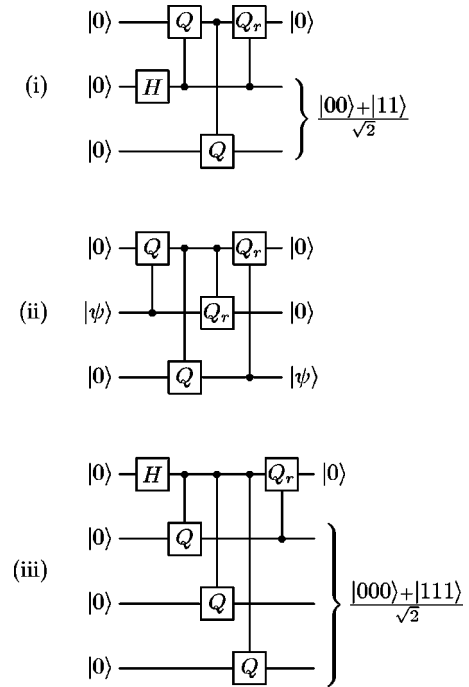 |0⟩ Q Q_r |0⟩
(i) |0⟩ H |00⟩+|11⟩ / √2
|0⟩ Q
|0⟩ Q Q_r |0⟩
(ii) |ψ⟩ Q_r |0⟩
|0⟩ Q |ψ⟩
|0⟩ H Q_r |0⟩
|0⟩ Q
(iii) |0⟩ Q |000⟩+|111⟩ / √2
|0⟩ Q